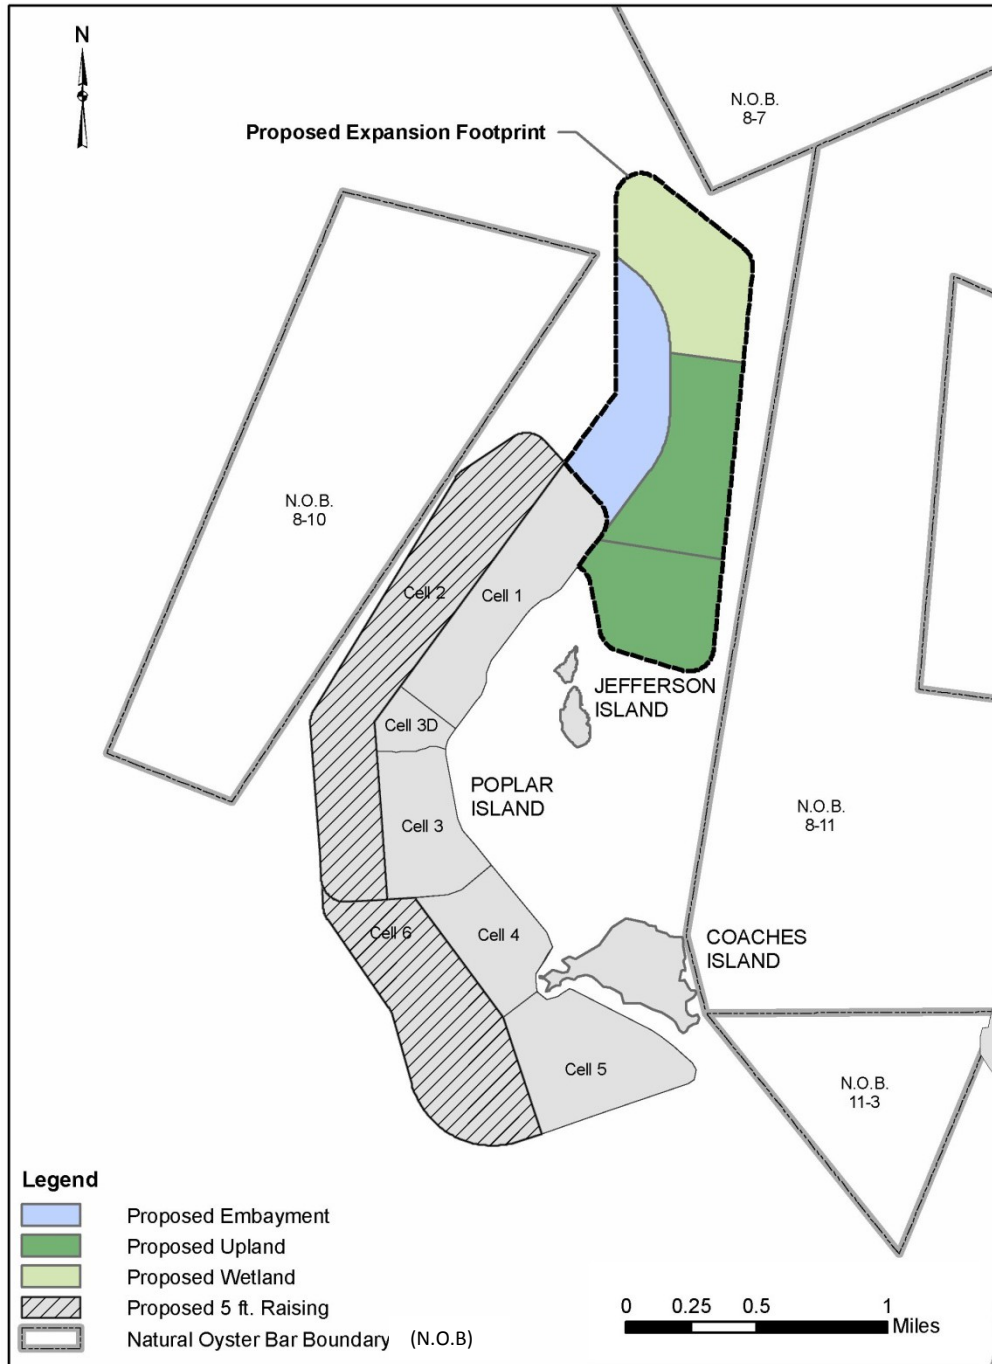 N
N.O.B.
8-7
Proposed Expansion Footprint
N.O.B.
8-10
Cell 2
Cell 1
JEFFERSON
ISLAND
Cell 3D
POPLAR
ISLAND
Cell 3
N.O.B.
8-11
Cell 6
Cell 4
COACHES
ISLAND
Cell 5
N.O.B.
11-3
Legend
Proposed Embayment
Proposed Upland
Proposed Wetland
Proposed 5 ft. Raising
Natural Oyster Bar Boundary (N.O.B)
0 0.25 0.5 1
Miles